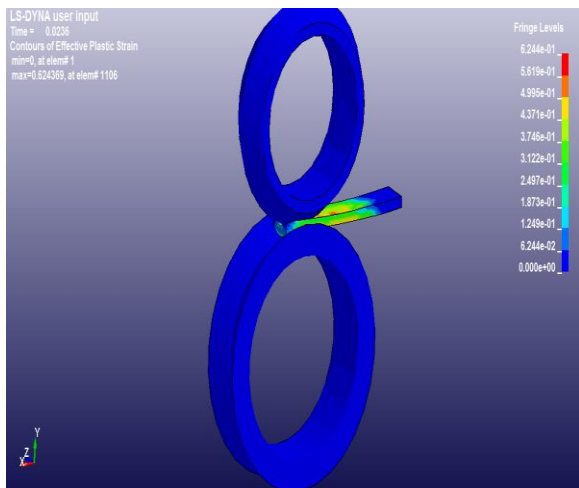 LS-DYNA user input
Time = 0.0236
Contours of Effective Plastic Strain
min=0, at elem# 1
max=0.624369, at elem# 1106
Fringe Levels
6.244e-01
5.619e-01
4.995e-01
4.371e-01
3.746e-01
3.122e-01
2.497e-01
1.873e-01
1.249e-01
6.244e-02
0.000e+00
Y
Z
X